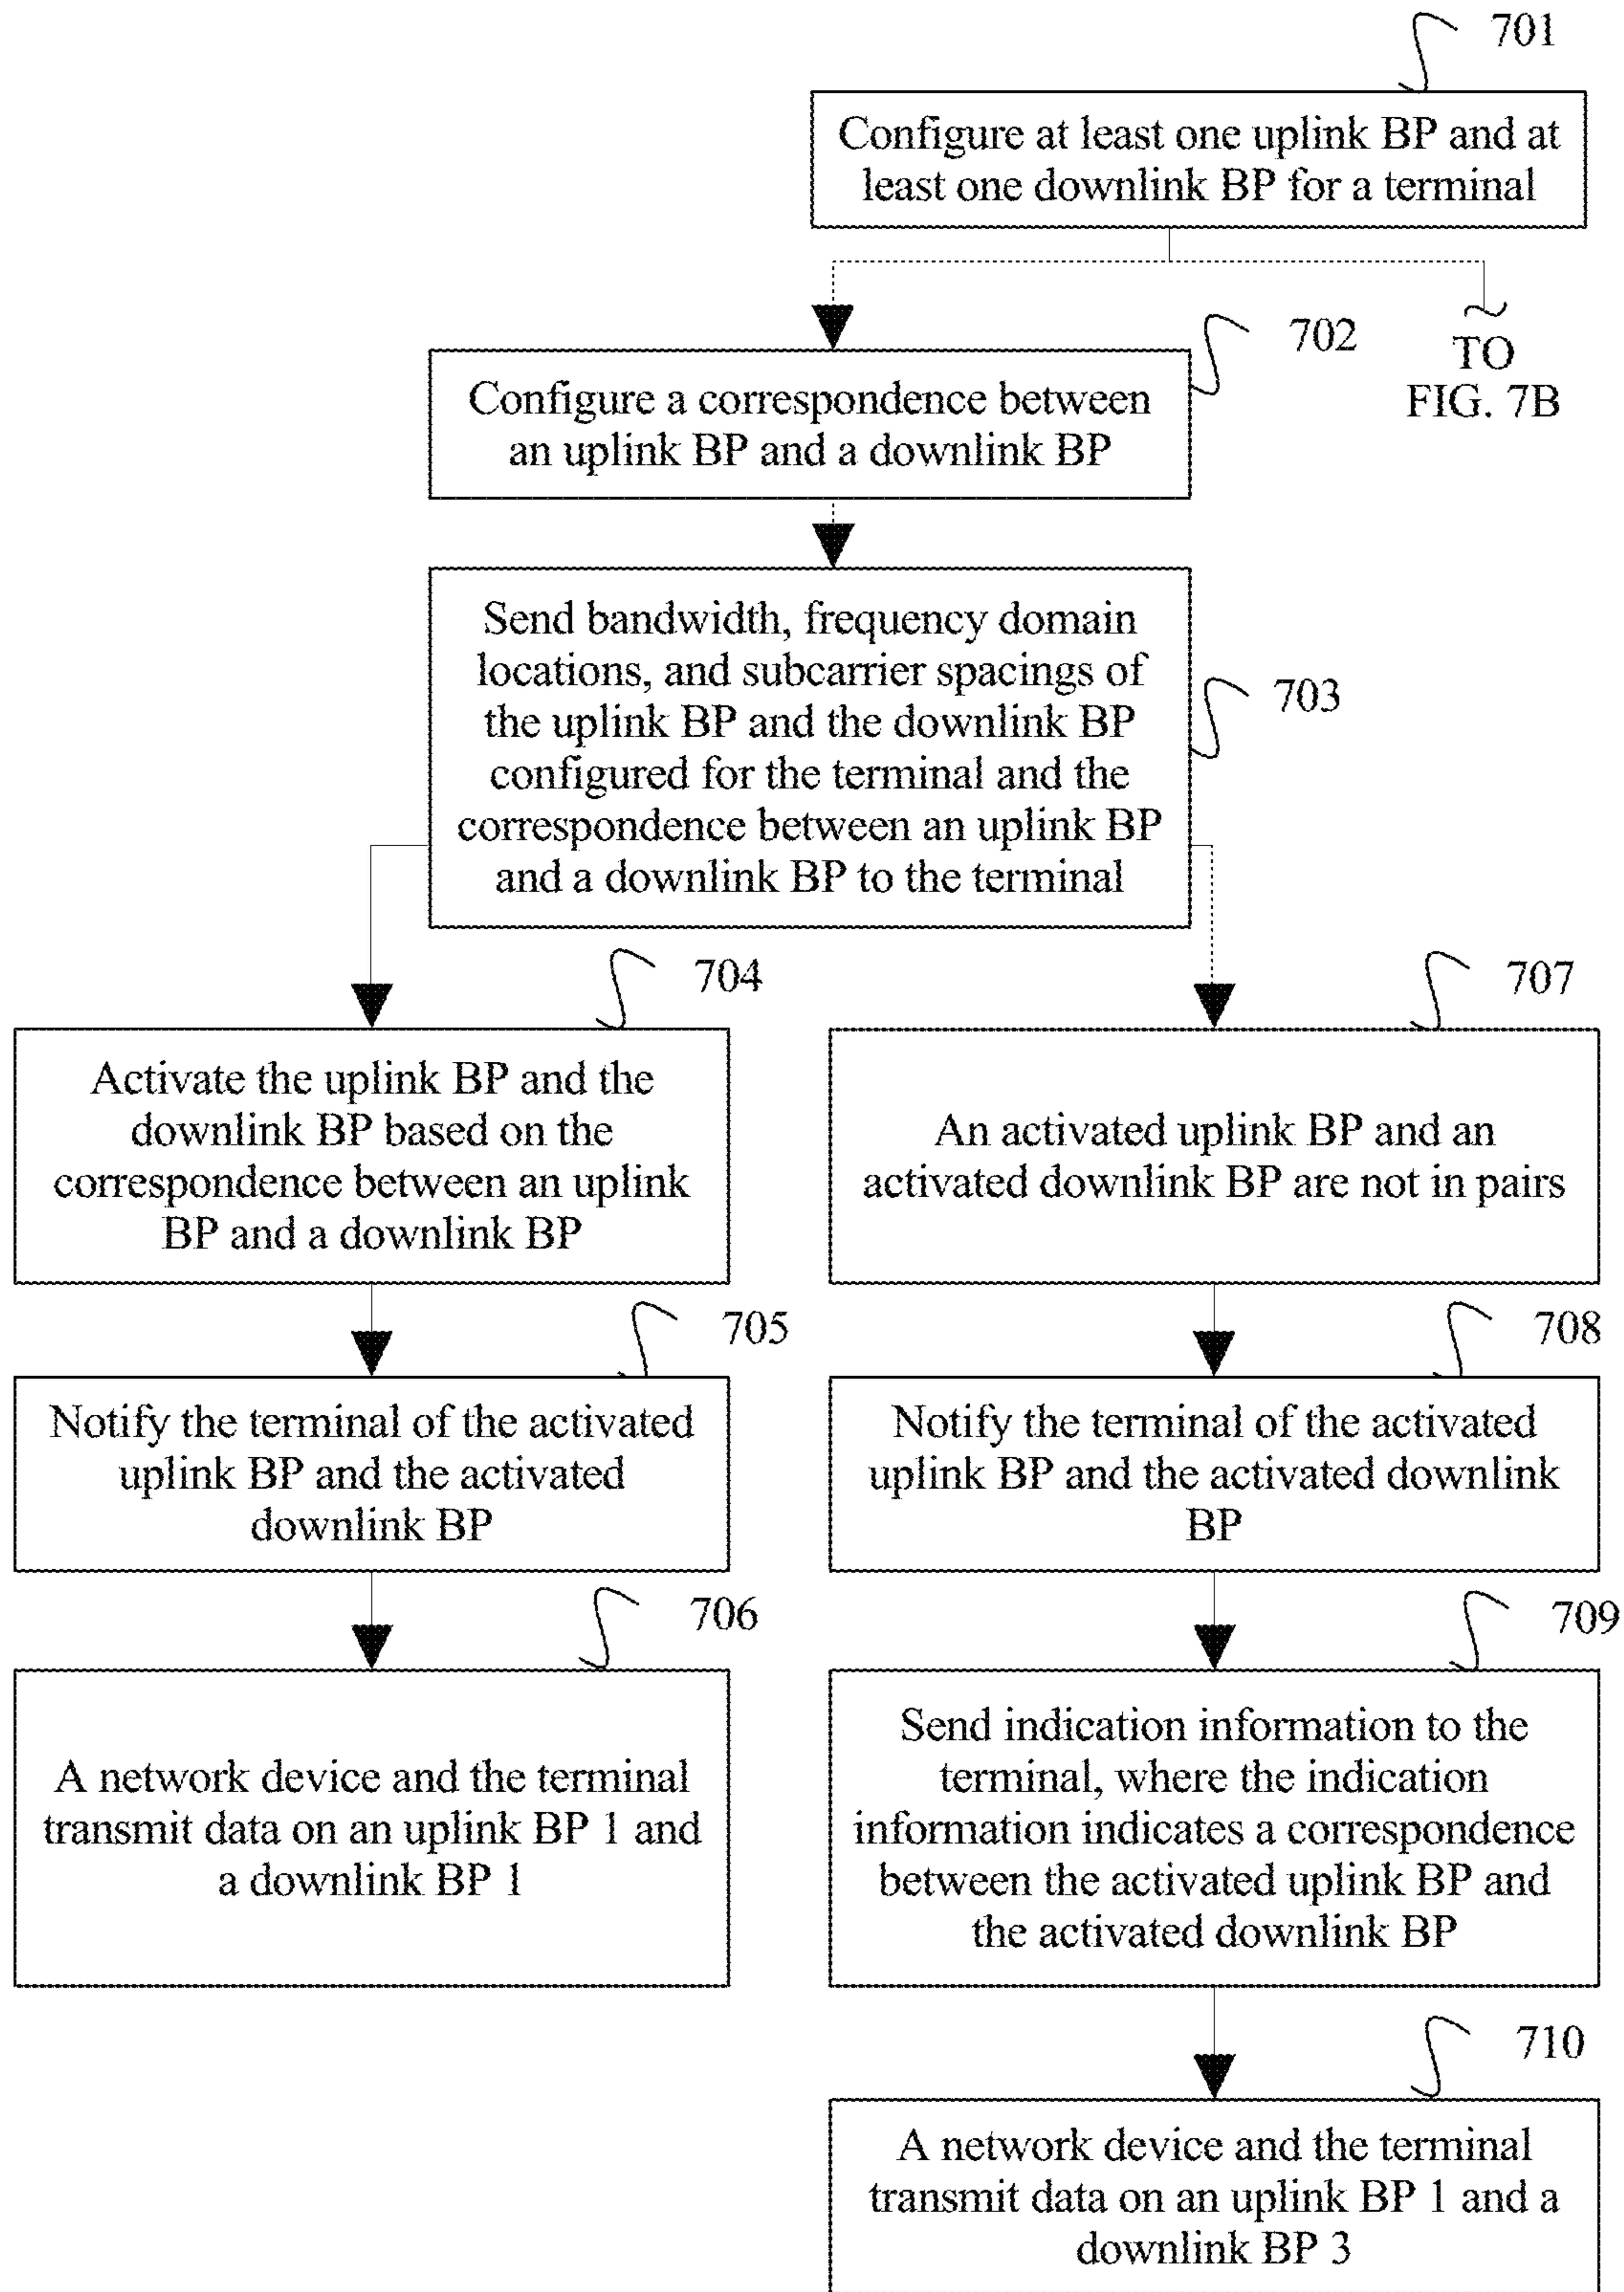 701
Configure at least one uplink BP and at
least one downlink BP for a terminal
TO
FIG. 7B
702
Configure a correspondence between
an uplink BP and a downlink BP
703
Send bandwidth, frequency domain
locations, and subcarrier spacings of
the uplink BP and the downlink BP
configured for the terminal and the
correspondence between an uplink BP
and a downlink BP to the terminal
704
Activate the uplink BP and the
downlink BP based on the
correspondence between an uplink
BP and a downlink BP
705
Notify the terminal of the activated
uplink BP and the activated
downlink BP
706
A network device and the terminal
transmit data on an uplink BP 1 and
a downlink BP 1
707
An activated uplink BP and an
activated downlink BP are not in pairs
708
Notify the terminal of the activated
uplink BP and the activated downlink
BP
709
Send indication information to the
terminal, where the indication
information indicates a correspondence
between the activated uplink BP and
the activated downlink BP
710
A network device and the terminal
transmit data on an uplink BP 1 and a
downlink BP 3